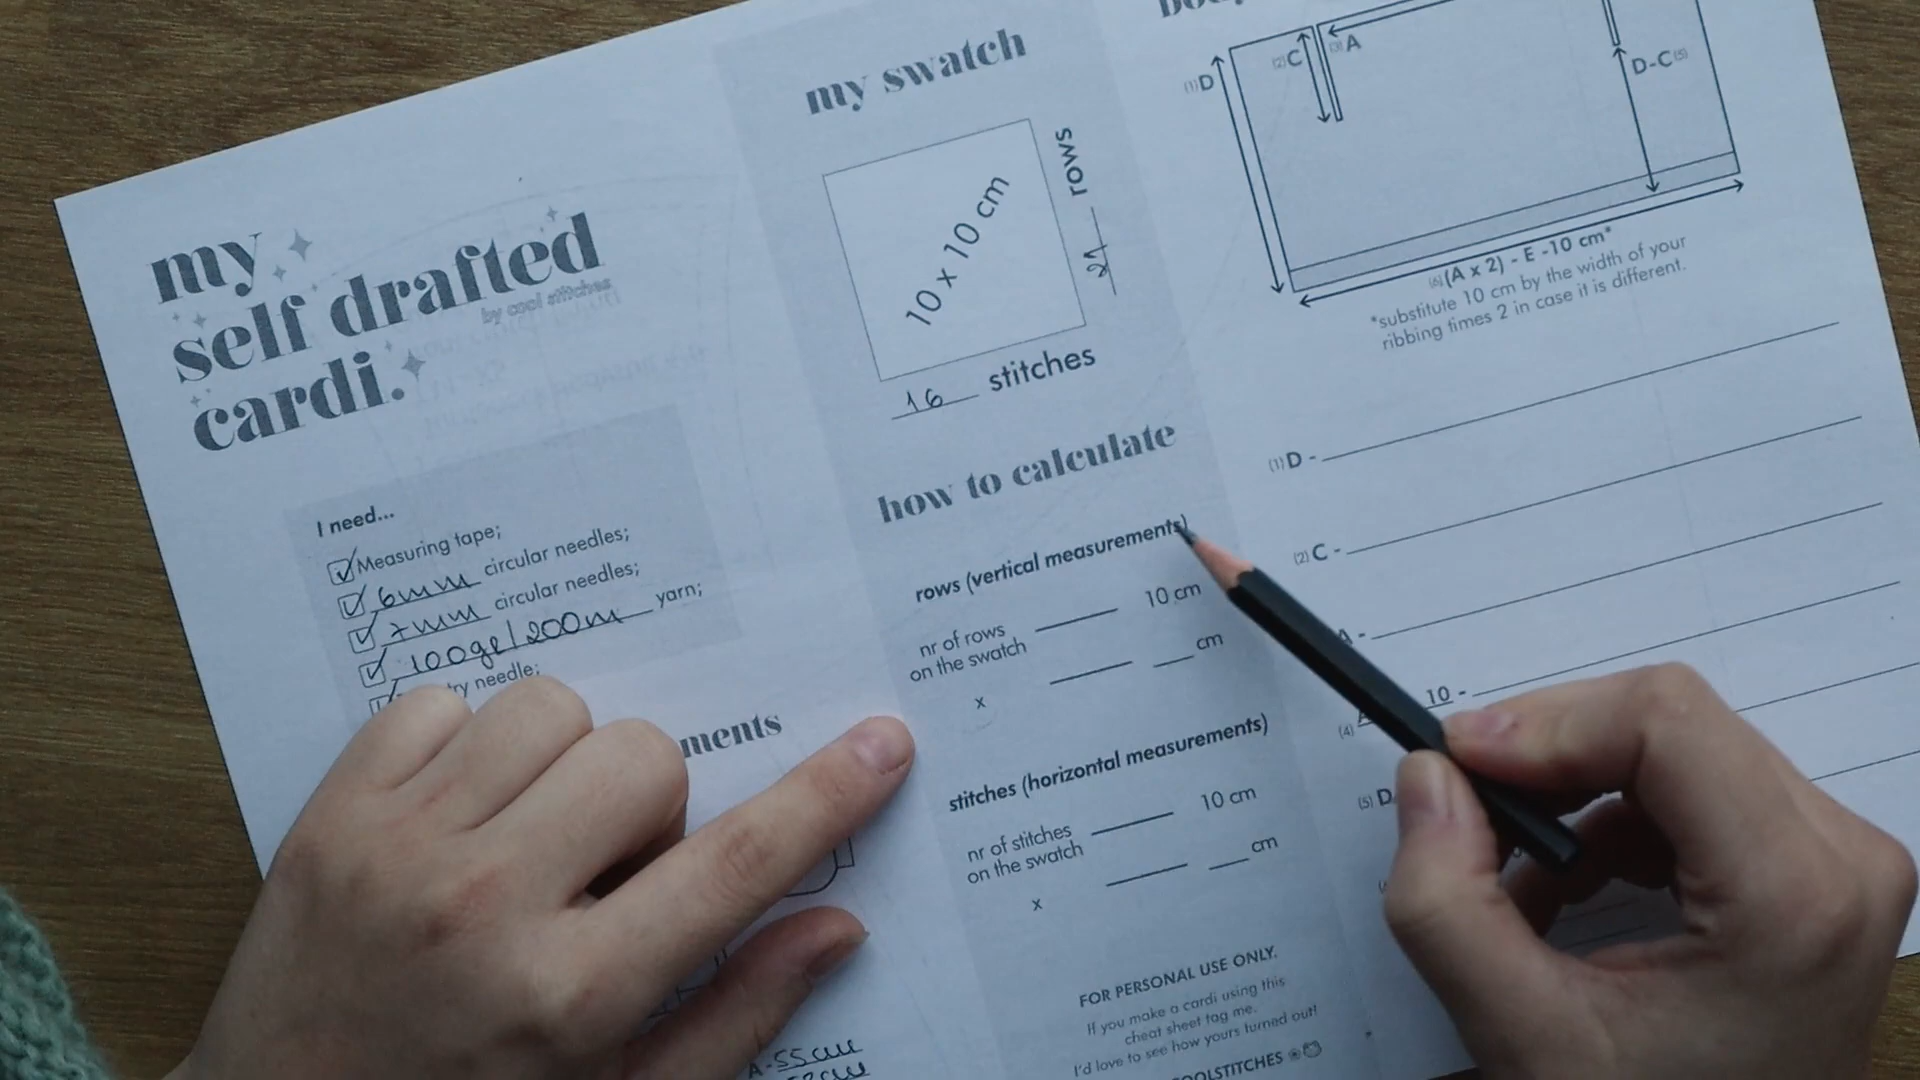 my
self drafted
by cool stitches
cardi.
I need...
Measuring tape;
6mm circular needles;
7mm circular needles;
100gr/200m yarn;
needle;
my swatch
10 x 10 cm
21 rows
16 stitches
how to calculate
rows (vertical measurements)
nr of rows
on the swatch
10 cm
x
cm
stitches (horizontal measurements)
nr of stitches
on the swatch
10 cm
x
cm
FOR PERSONAL USE ONLY.
If you make a cardi using this
cheat sheet tag me.
I'd love to see how yours turned out!
A - 55cm
(1) D
(2) C
(3) A
D-C (5)
(6) (A x 2) - E - 10 cm*
*substitute 10 cm by the width of your
ribbing times 2 in case it is different.
(1) D -
(2) C -
A -
(4) 10 -
(5) D